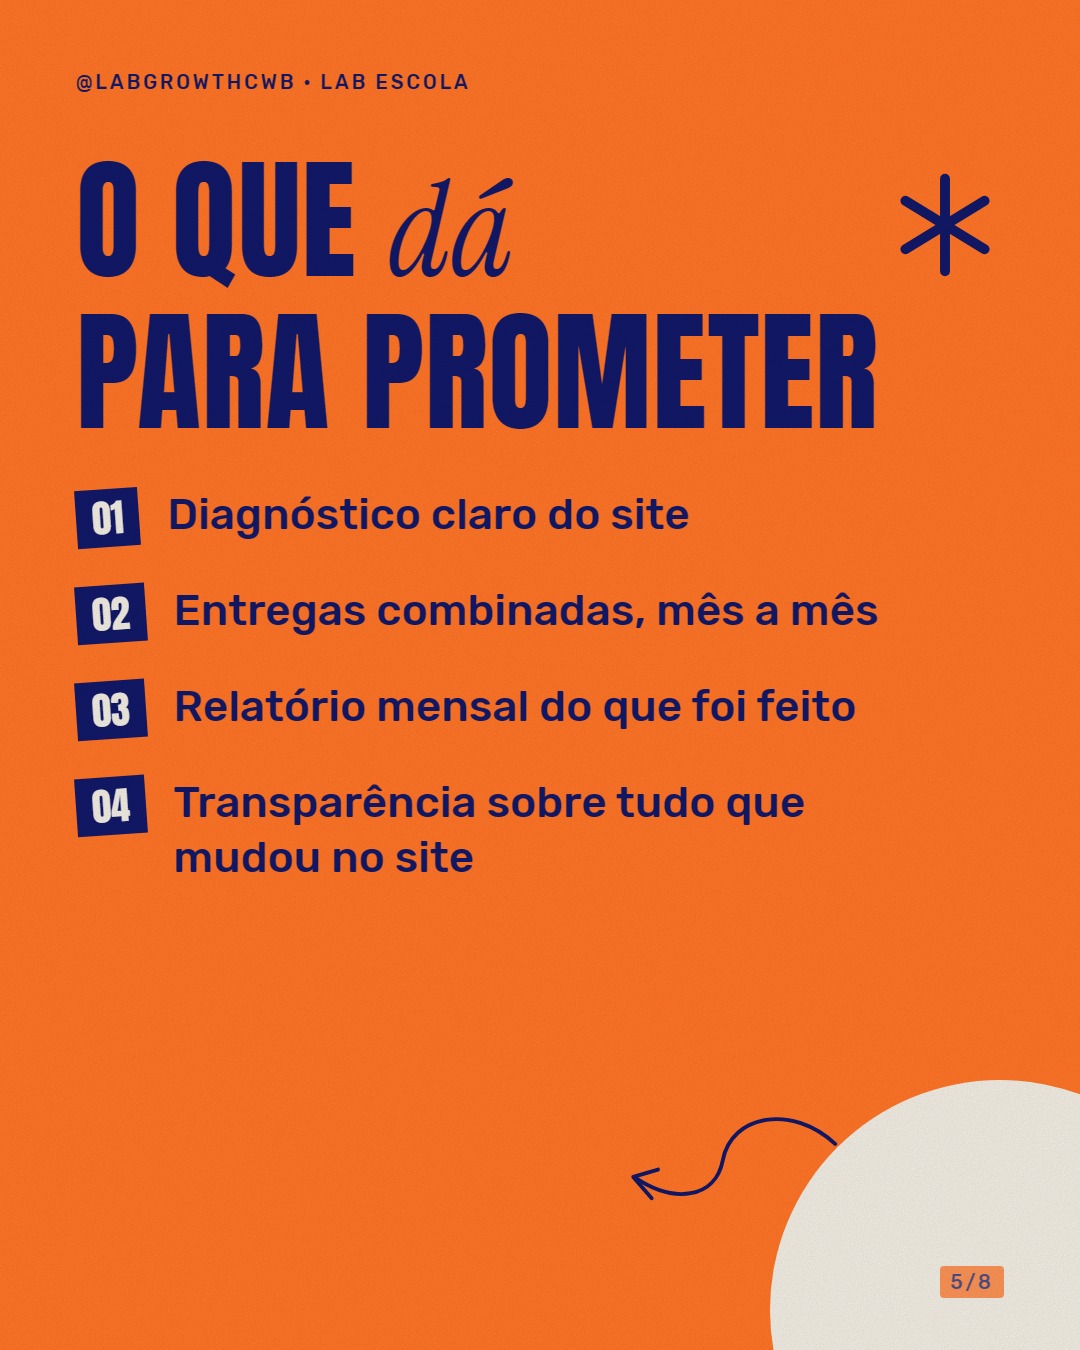 @LABGROWTHCWB • LAB ESCOLA
O QUE dá
PARA PROMETER
01 Diagnóstico claro do site
02 Entregas combinadas, mês a mês
03 Relatório mensal do que foi feito
04 Transparência sobre tudo que
mudou no site
5/8